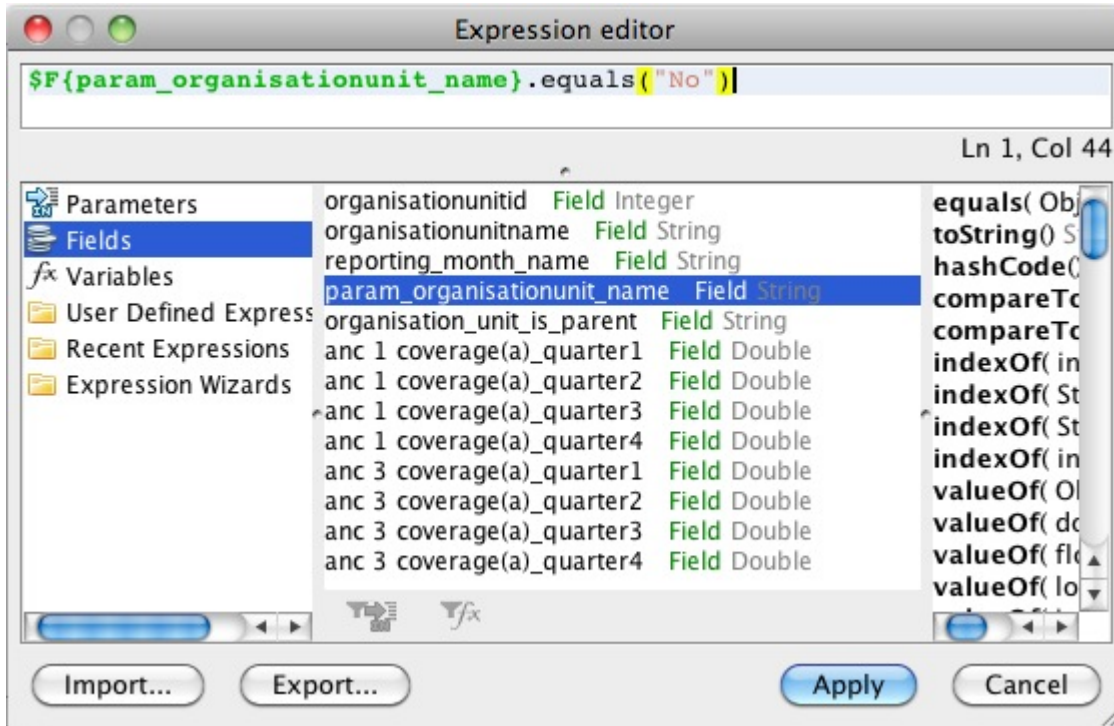 Expression editor
$F{param_organisationunit_name}.equals("No")
Ln 1, Col 44
Parameters
Fields
fx Variables
User Defined Express
Recent Expressions
Expression Wizards
organisationunitid Field Integer
organisationunitname Field String
reporting_month_name Field String
param_organisationunit_name Field String
organisation_unit_is_parent Field String
anc 1 coverage(a)_quarter1 Field Double
anc 1 coverage(a)_quarter2 Field Double
anc 1 coverage(a)_quarter3 Field Double
anc 1 coverage(a)_quarter4 Field Double
anc 3 coverage(a)_quarter1 Field Double
anc 3 coverage(a)_quarter2 Field Double
anc 3 coverage(a)_quarter3 Field Double
anc 3 coverage(a)_quarter4 Field Double
equals( Obj
toString() S
hashCode()
compareTo
compareTo
indexOf( in
indexOf( St
indexOf( St
indexOf( in
valueOf( Ob
valueOf( do
valueOf( flo
valueOf( lo
fx
Import...
Export...
Apply
Cancel